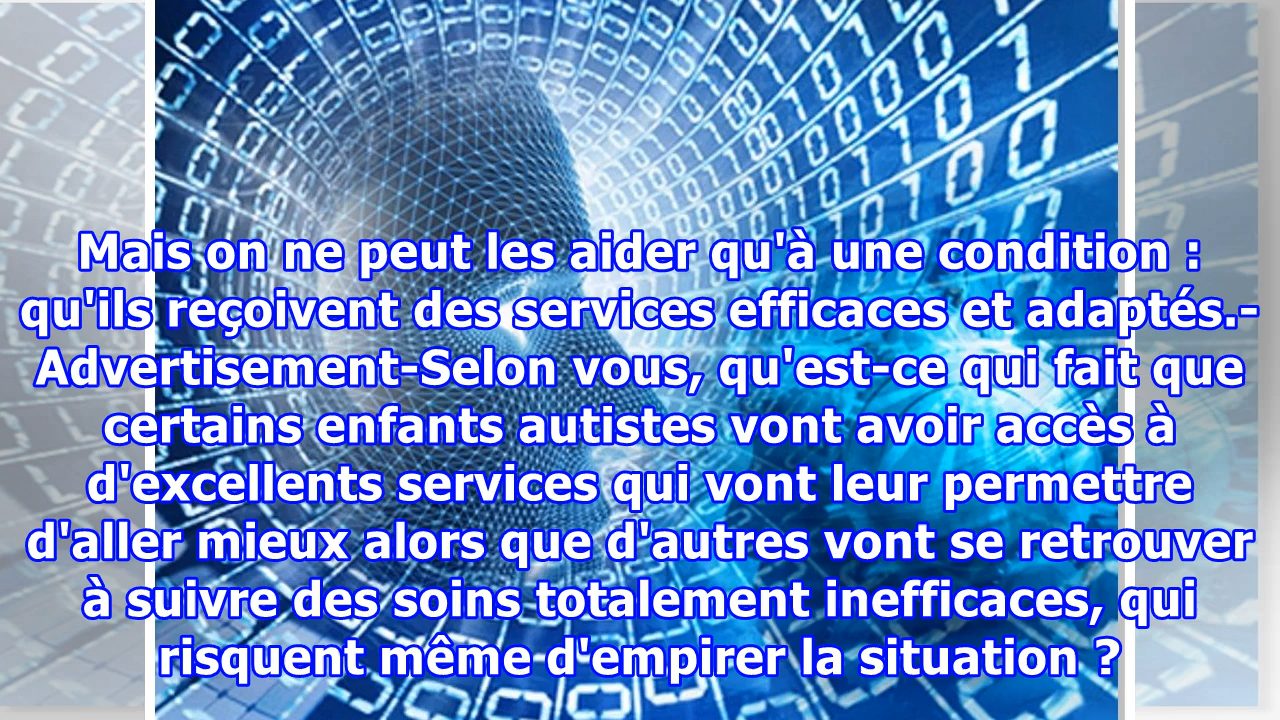 Mais on ne peut les aider qu'à une condition :
qu'ils reçoivent des services efficaces et adaptés.-
Advertisement-Selon vous, qu'est-ce qui fait que
certains enfants autistes vont avoir accès à
d'excellents services qui vont leur permettre
d'aller mieux alors que d'autres vont se retrouver
à suivre des soins totalement inefficaces, qui
risquent même d'empirer la situation ?